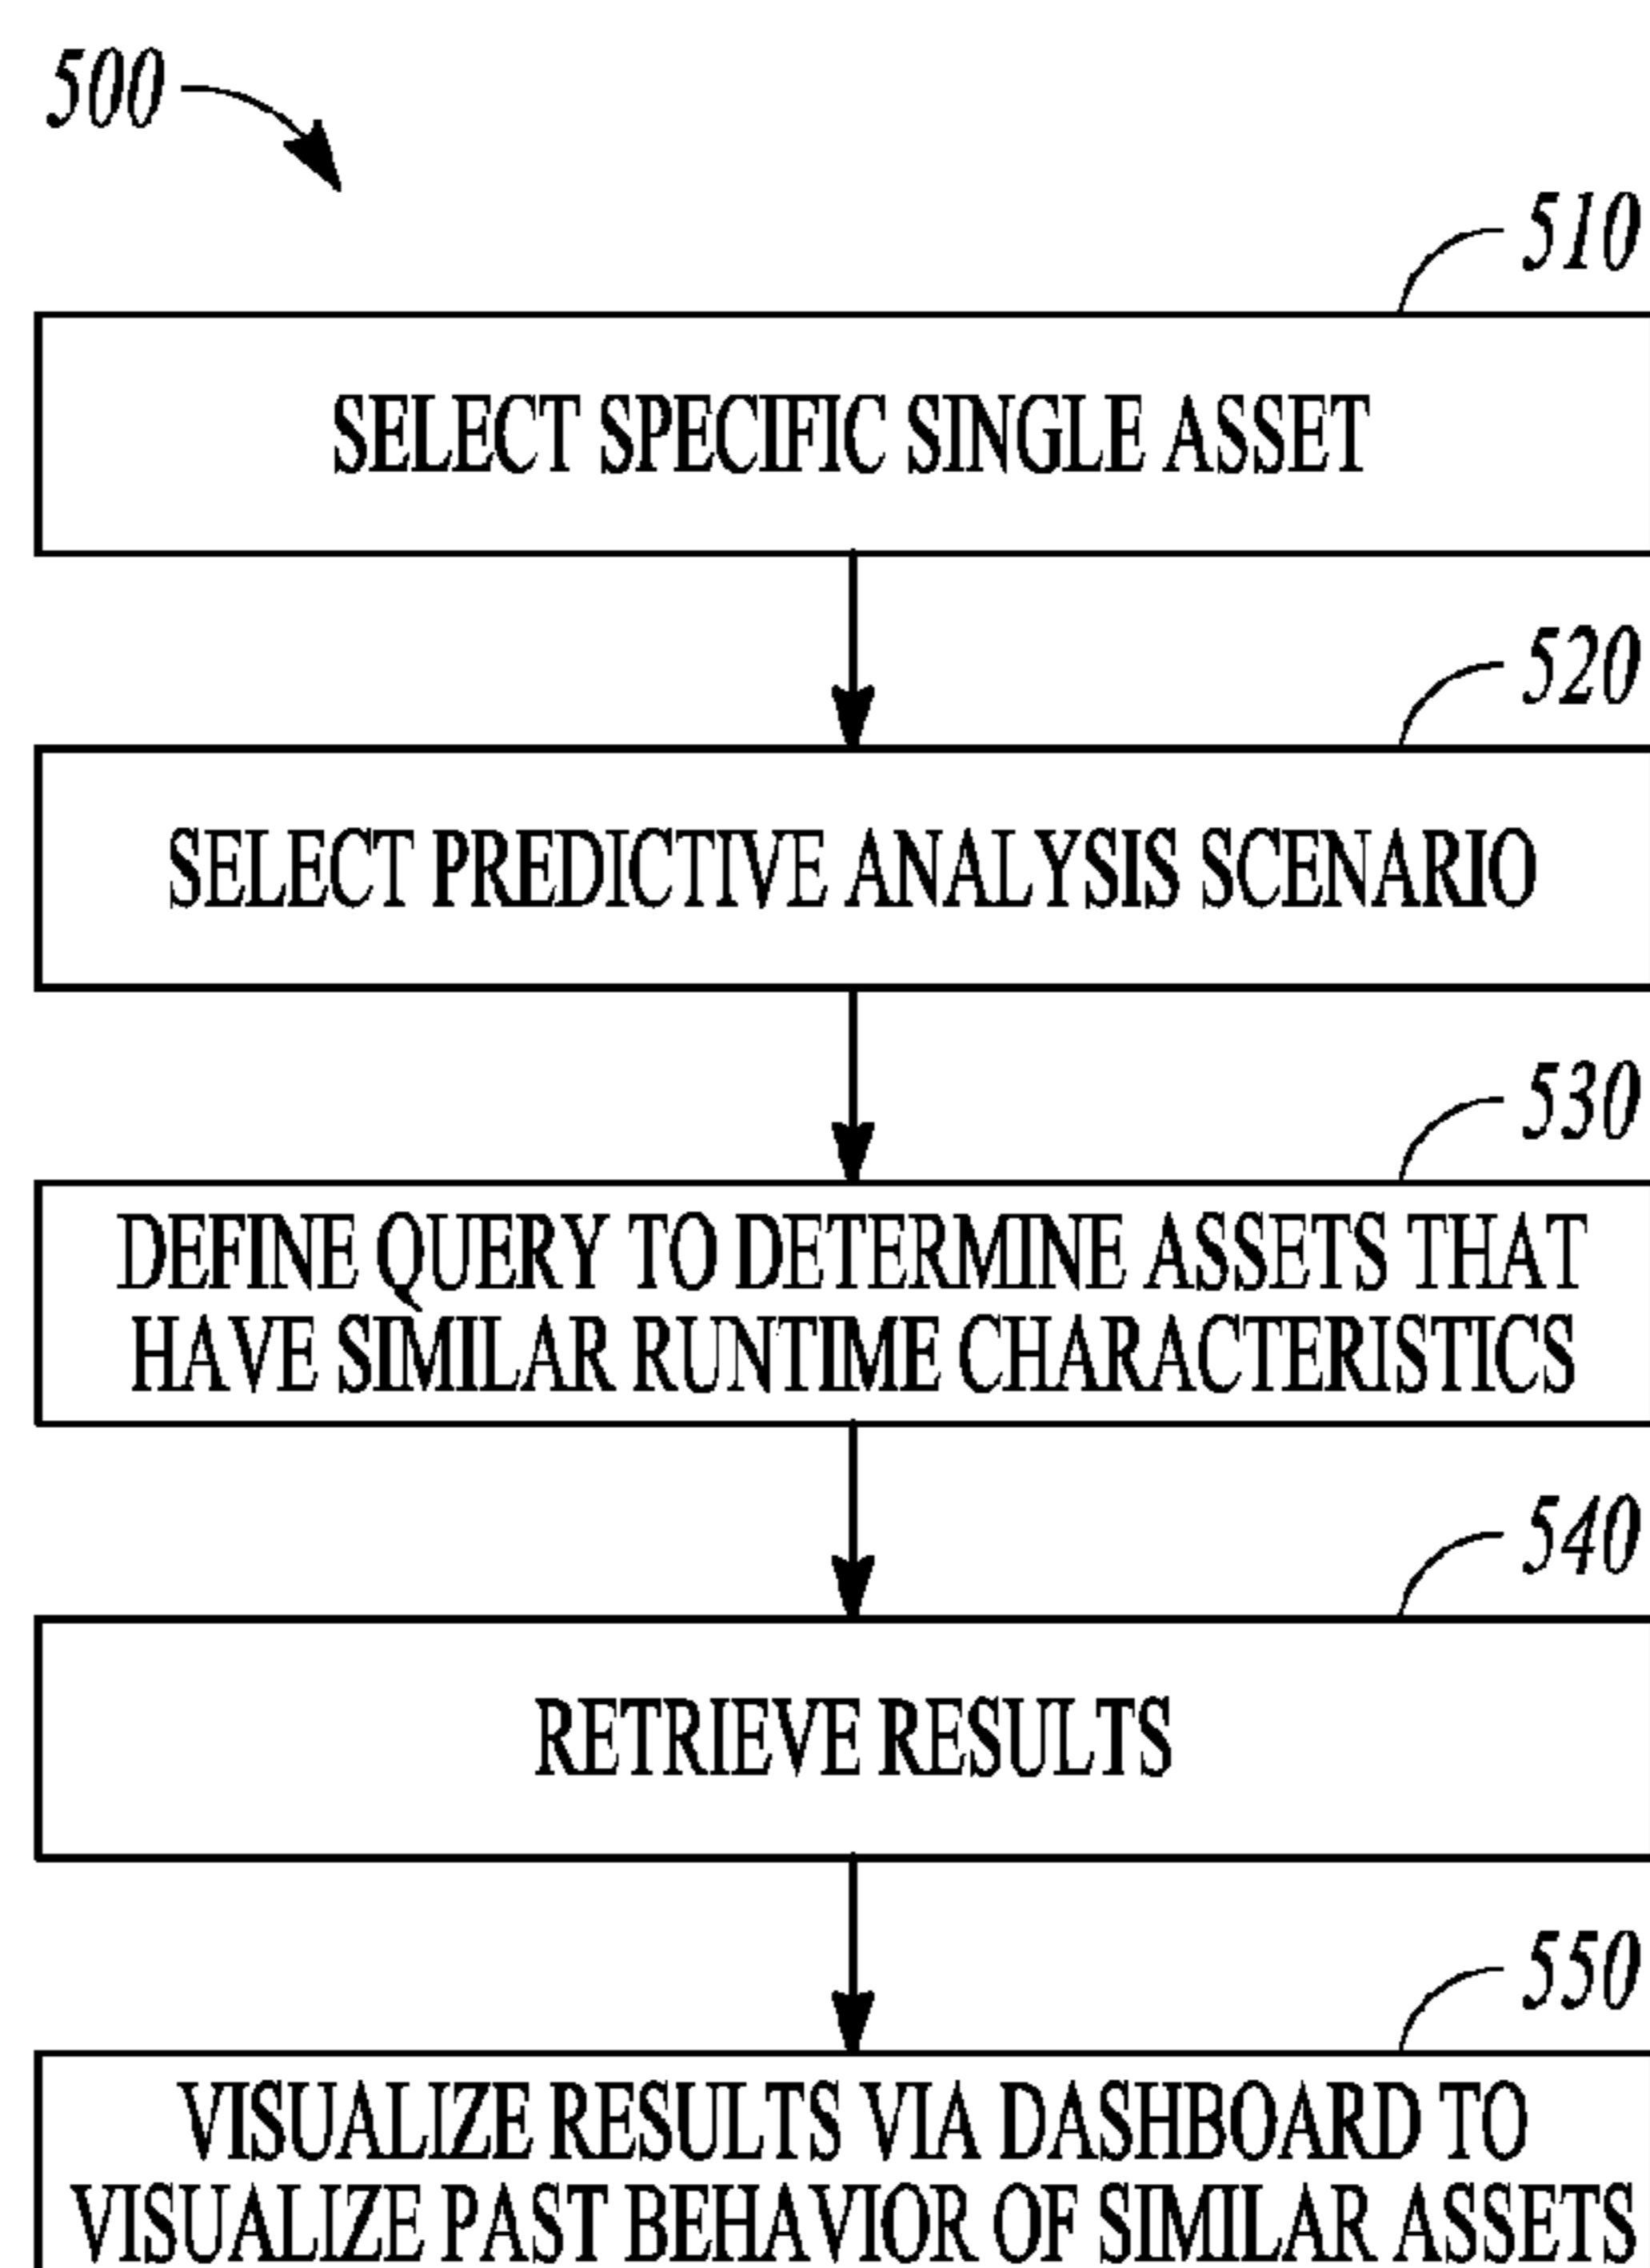 500
510
SELECT SPECIFIC SINGLE ASSET
520
SELECT PREDICTIVE ANALYSIS SCENARIO
530
DEFINE QUERY TO DETERMINE ASSETS THAT
HAVE SIMILAR RUNTIME CHARACTERISTICS
540
RETRIEVE RESULTS
550
VISUALIZE RESULTS VIA DASHBOARD TO
VISUALIZE PAST BEHAVIOR OF SIMILAR ASSETS